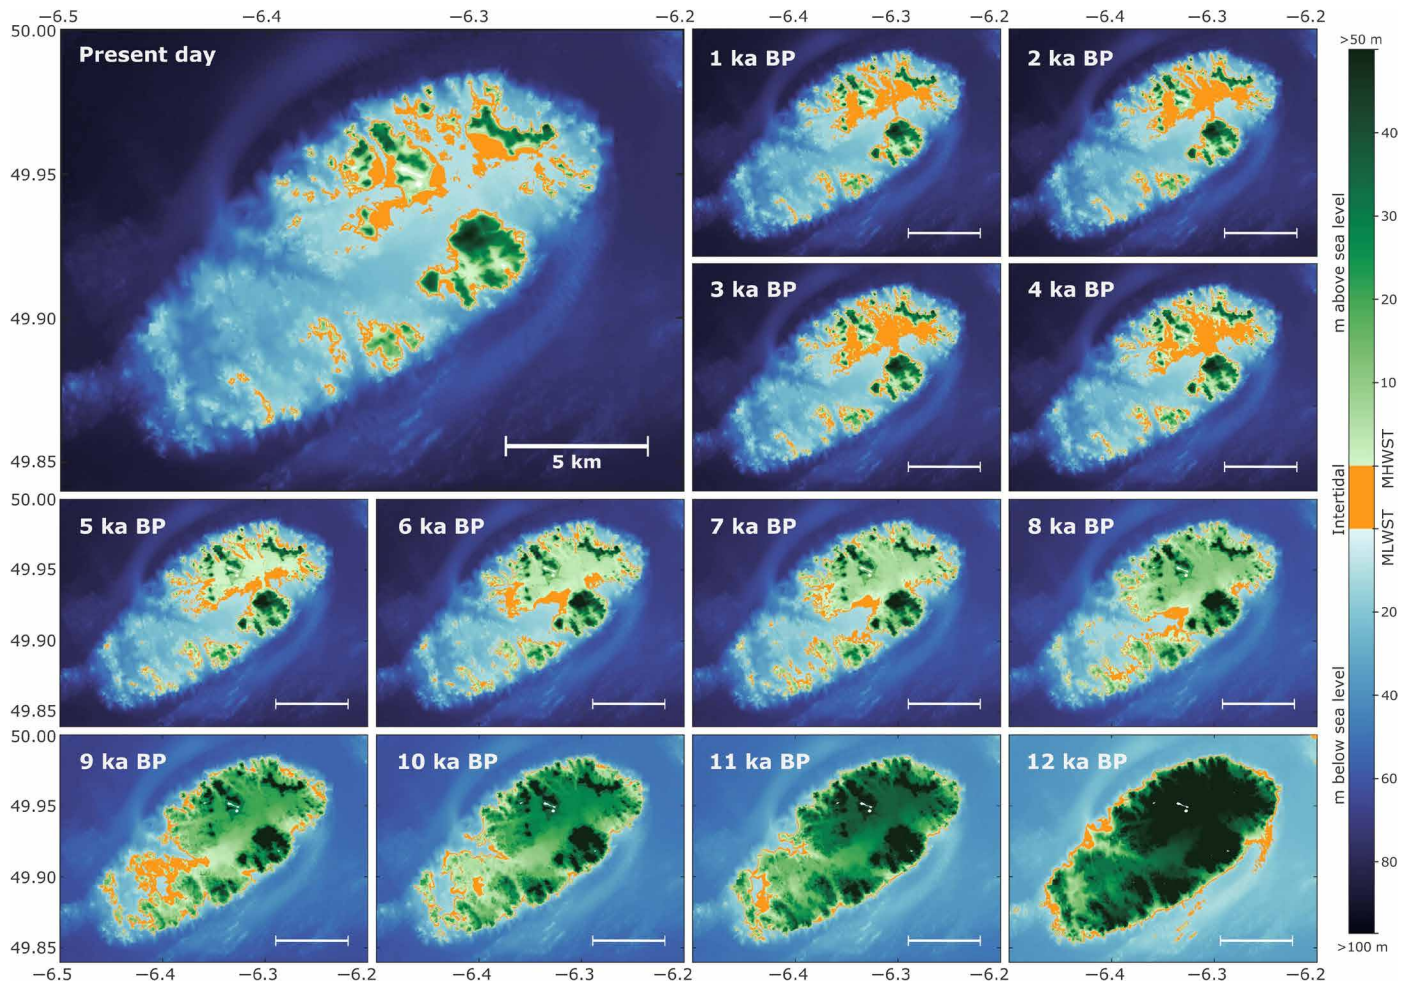 −6.5 −6.4 −6.3 −6.2 −6.4 −6.3 −6.2 −6.4 −6.3 −6.2
50.00
49.95
49.90
49.85
Present day
5 km
1 ka BP
2 ka BP
3 ka BP
4 ka BP
50.00
49.95
49.90
49.85
5 ka BP
6 ka BP
7 ka BP
8 ka BP
50.00
49.95
49.90
49.85
9 ka BP
10 ka BP
11 ka BP
12 ka BP
−6.5 −6.4 −6.3 −6.2 −6.4 −6.3 −6.2 −6.4 −6.3 −6.2 −6.4 −6.3 −6.2
>50 m
40
30
20
10
20
40
60
80
>100 m
m above sea level
Intertidal
MHWST
MLWST
m below sea level